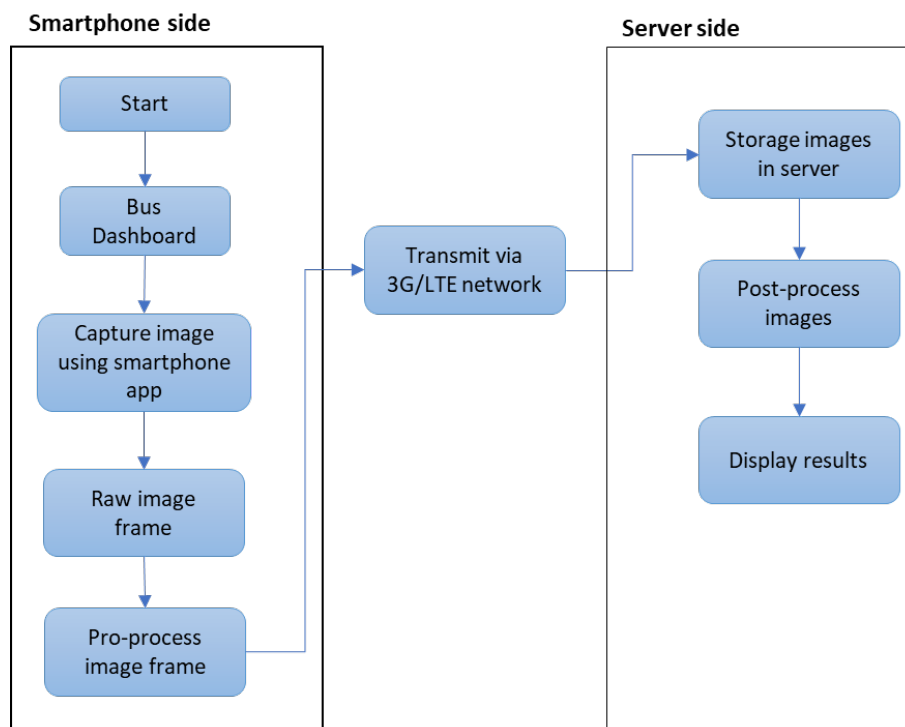 Smartphone side
Start
Bus
Dashboard
Capture image
using smartphone
app
Raw image
frame
Pro-process
image frame
Transmit via
3G/LTE network
Server side
Storage images
in server
Post-process
images
Display results